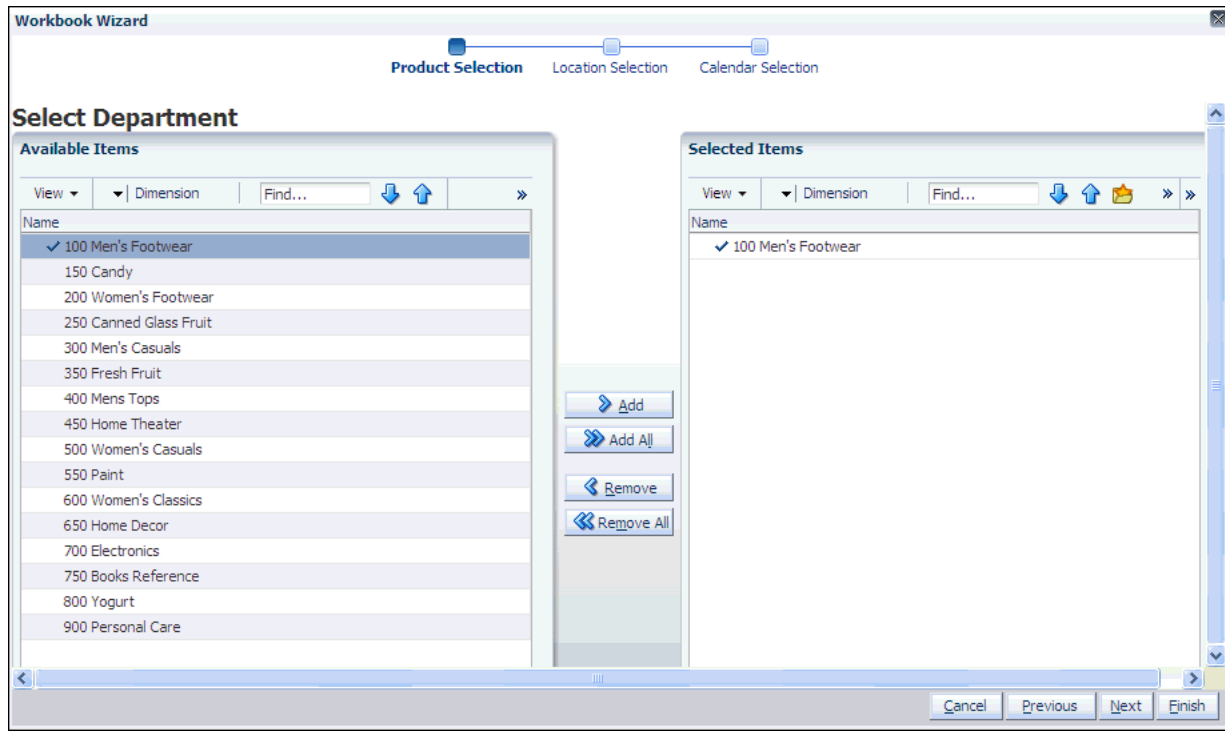 Workbook Wizard
Product Selection
Location Selection
Calendar Selection
Select Department
Available Items
View
Dimension
Find...
»
Name
100 Men's Footwear
150 Candy
200 Women's Footwear
250 Canned Glass Fruit
300 Men's Casuals
350 Fresh Fruit
400 Mens Tops
450 Home Theater
500 Women's Casuals
550 Paint
600 Women's Classics
650 Home Decor
700 Electronics
750 Books Reference
800 Yogurt
900 Personal Care
Add
Add All
Remove
Remove All
Selected Items
View
Dimension
Find...
» »
Name
100 Men's Footwear
Cancel
Previous
Next
Finish